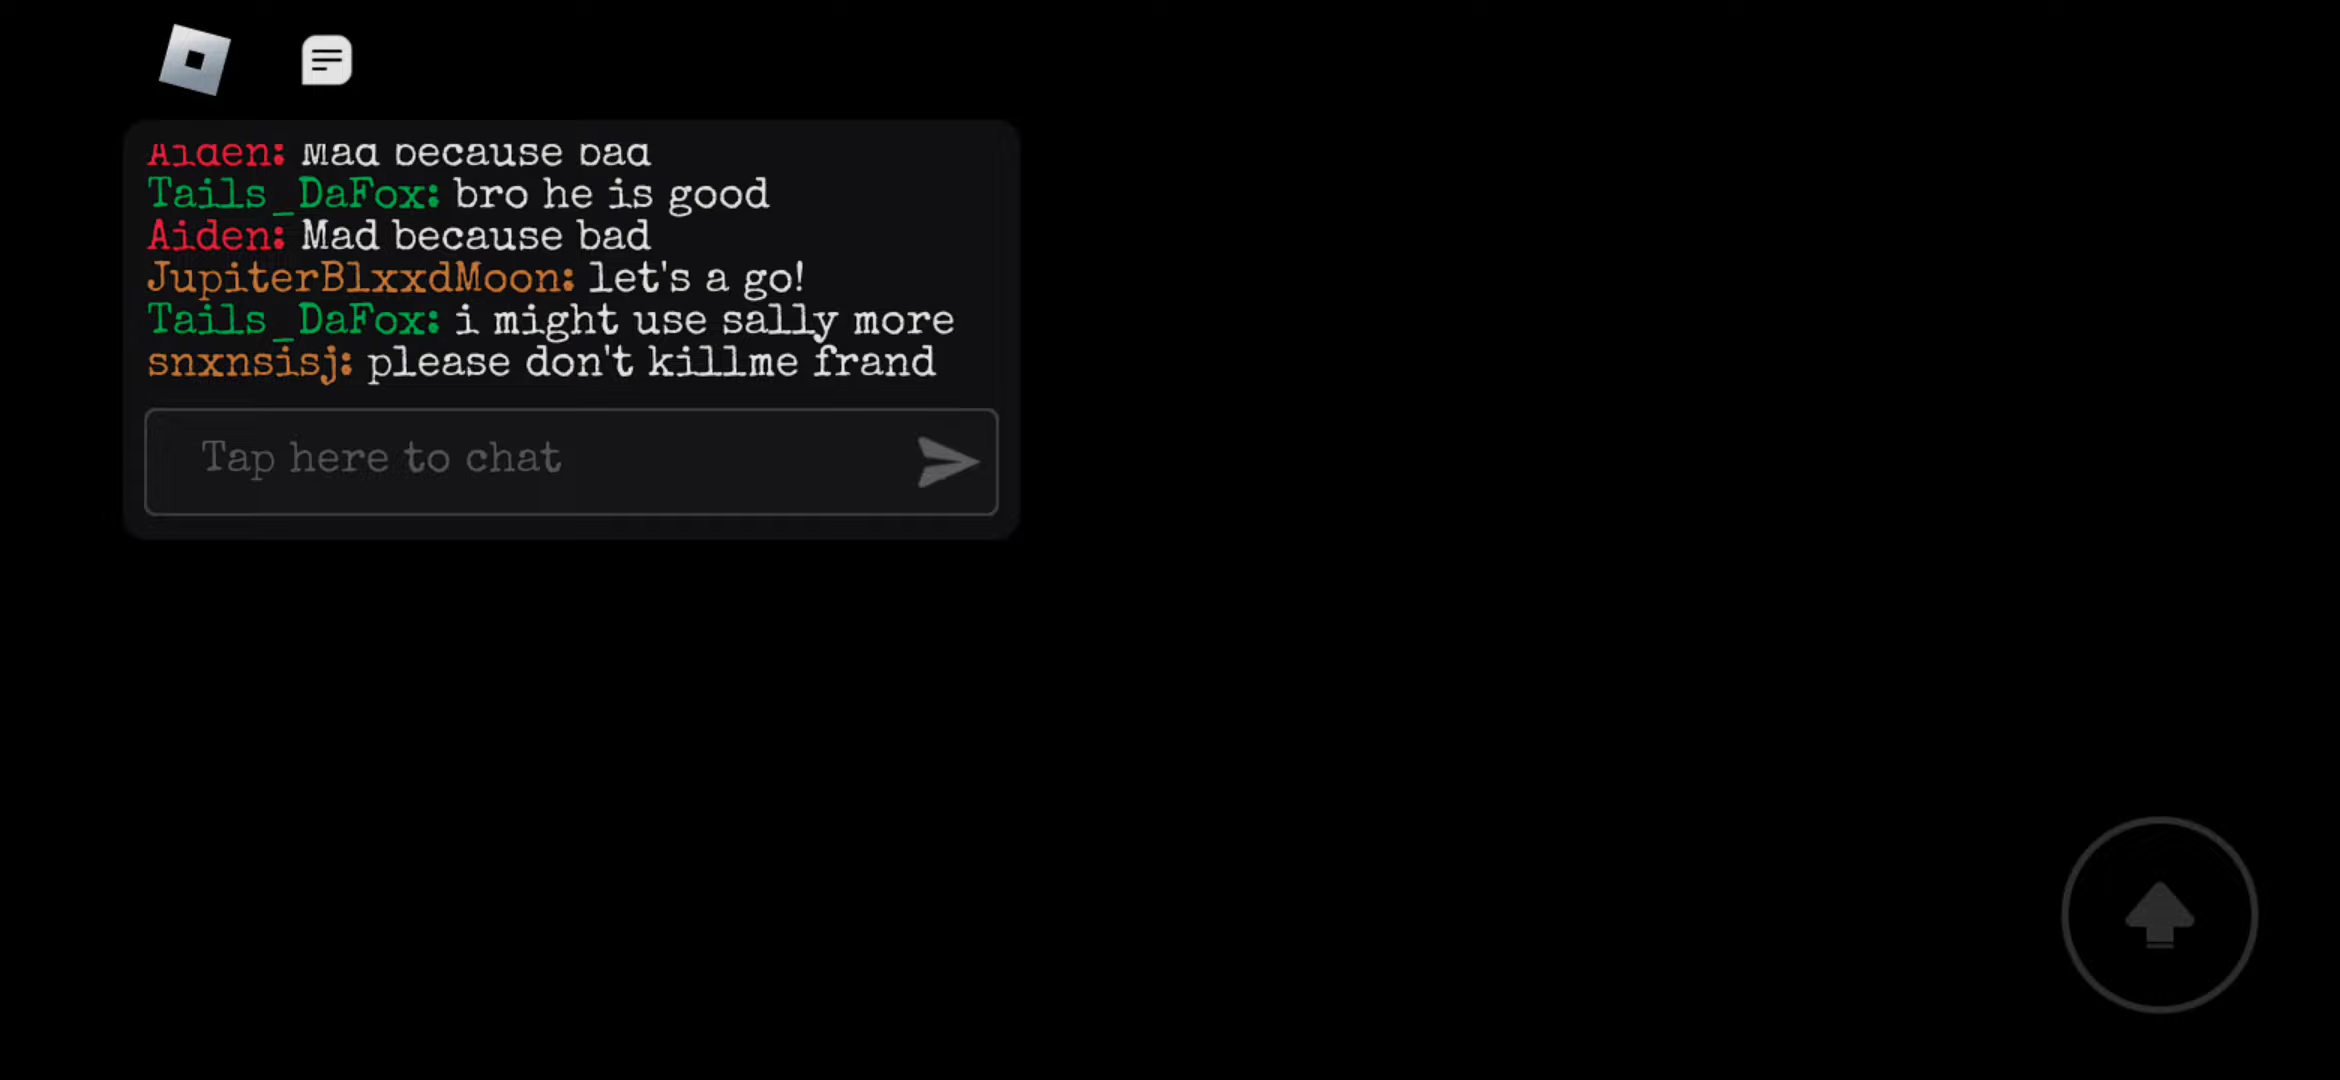 Aiden: Mad because bad
Tails_DaFox: bro he is good
Aiden: Mad because bad
JupiterBlxxdMoon: let's a go!
Tails_DaFox: i might use sally more
snxnsisj: please don't killme frand
Tap here to chat